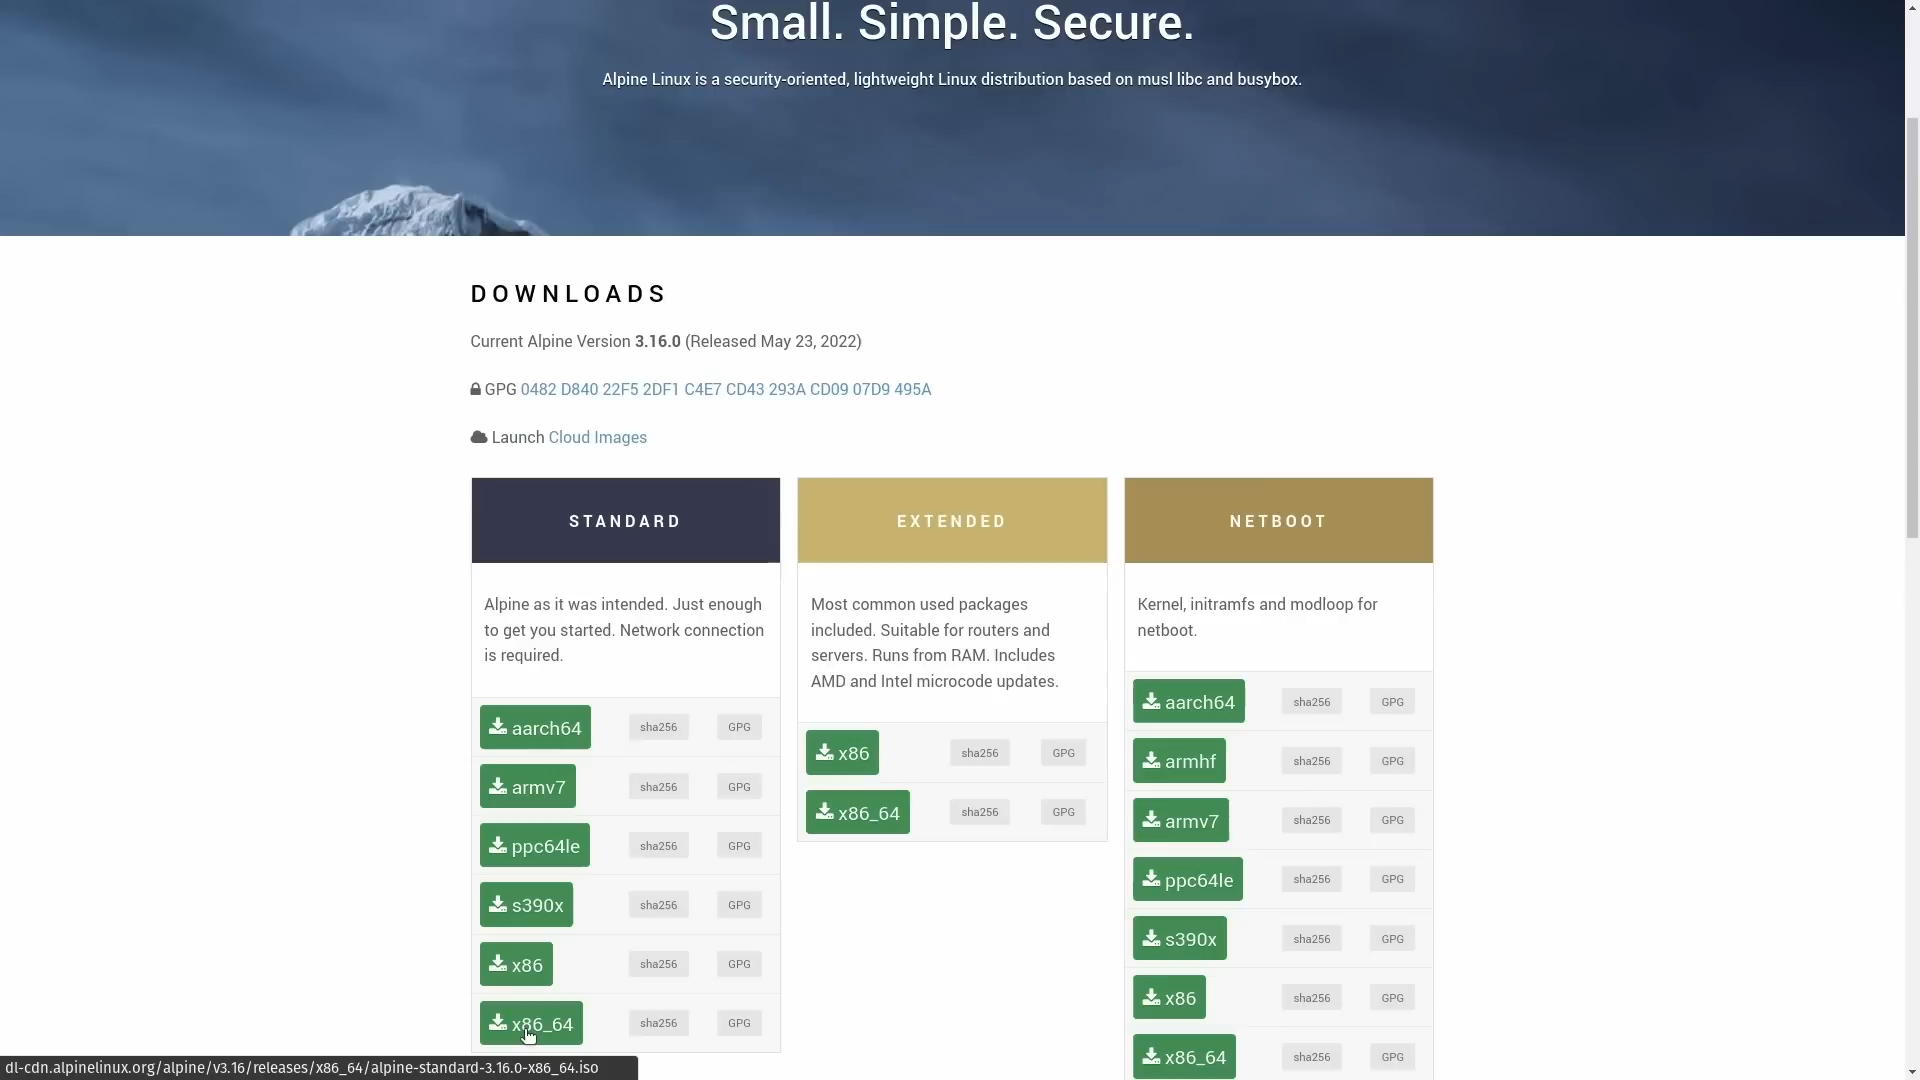 Small. Simple. Secure.
Alpine Linux is a security-oriented, lightweight Linux distribution based on musl libc and busybox.
DOWNLOADS
Current Alpine Version 3.16.0 (Released May 23, 2022)
GPG 0482 D840 22F5 2DF1 C4E7 CD43 293A CD09 07D9 495A
Launch Cloud Images
STANDARD
Alpine as it was intended. Just enough
to get you started. Network connection
is required.
aarch64 sha256 GPG
armv7 sha256 GPG
ppc64le sha256 GPG
s390x sha256 GPG
x86 sha256 GPG
x86_64 sha256 GPG
EXTENDED
Most common used packages
included. Suitable for routers and
servers. Runs from RAM. Includes
AMD and Intel microcode updates.
x86 sha256 GPG
x86_64 sha256 GPG
NETBOOT
Kernel, initramfs and modloop for
netboot.
aarch64 sha256 GPG
armhf sha256 GPG
armv7 sha256 GPG
ppc64le sha256 GPG
s390x sha256 GPG
x86 sha256 GPG
x86_64 sha256 GPG
dl-cdn.alpinelinux.org/alpine/v3.16/releases/x86_64/alpine-standard-3.16.0-x86_64.iso